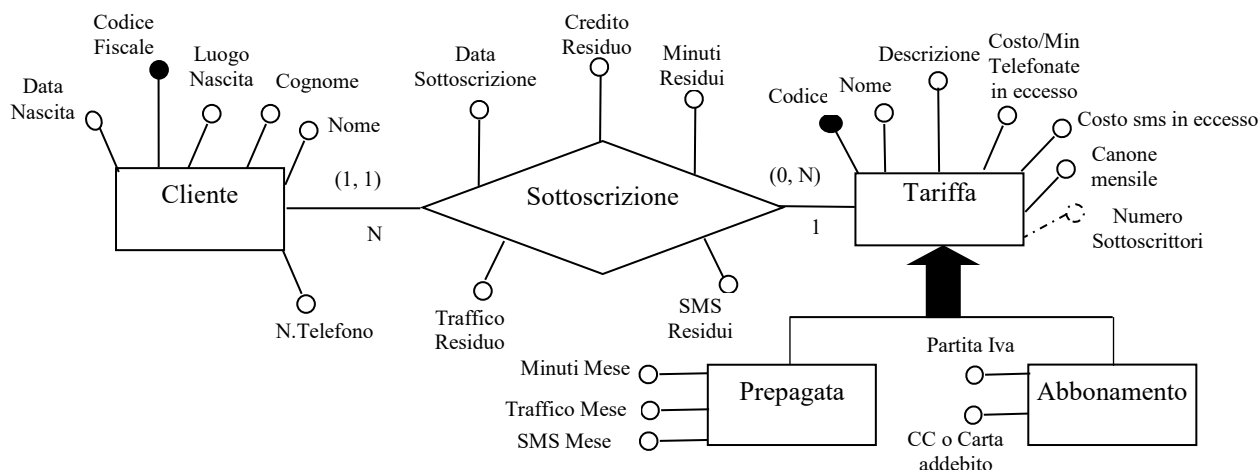 Codice
Fiscale
Luogo
Nascita
Data
Nascita
Cognome
Nome
Cliente
N.Telefono
(1, 1)
N
Data
Sottoscrizione
Credito
Residuo
Minuti
Residui
Sottoscrizione
Traffico
Residuo
SMS
Residui
(0, N)
1
Codice
Nome
Descrizione
Costo/Min
Telefonate
in eccesso
Costo sms in eccesso
Canone
mensile
Numero
Sottoscrittori
Tariffa
Minuti Mese
Traffico Mese
SMS Mese
Prepagata
Partita Iva
CC o Carta
addebito
Abbonamento